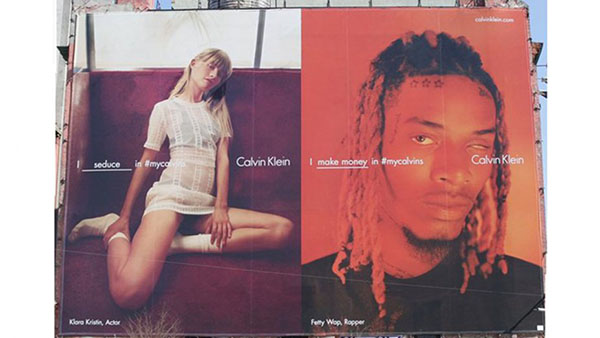 I seduce in #mycalvins
Calvin Klein
Klara Kristin, Actor
calvinklein.com
I make money in #mycalvins
Calvin Klein
Fetty Wap, Rapper